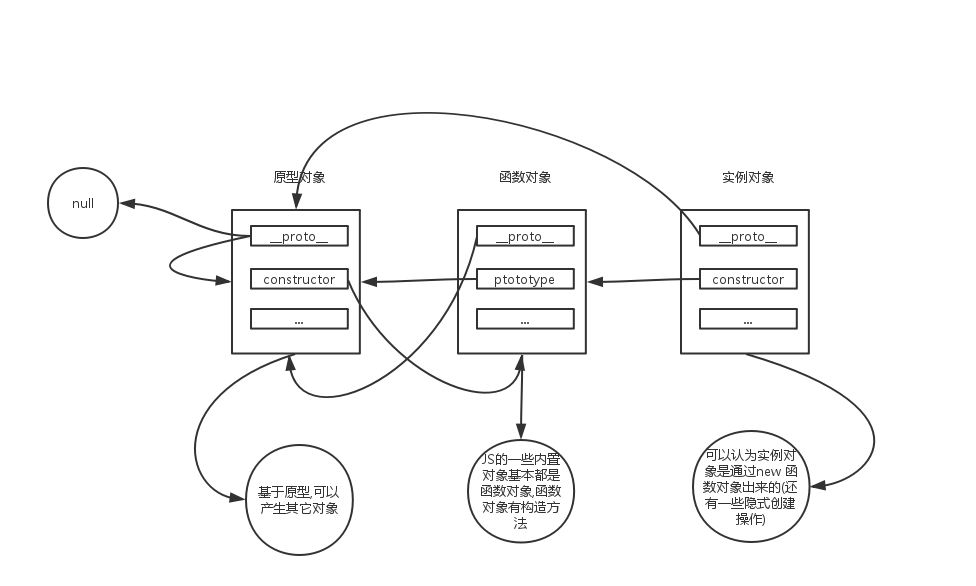 原型对象
函数对象
实例对象
null
__proto__
__proto__
__proto__
constructor
ptototype
constructor
...
...
...
基于原型,可以
产生其它对象
JS的一些内置
对象基本都是
函数对象,函数
对象有构造方
法
可以认为实例对
象是通过new 函
数对象出来的(还
有一些隐式创建
操作)